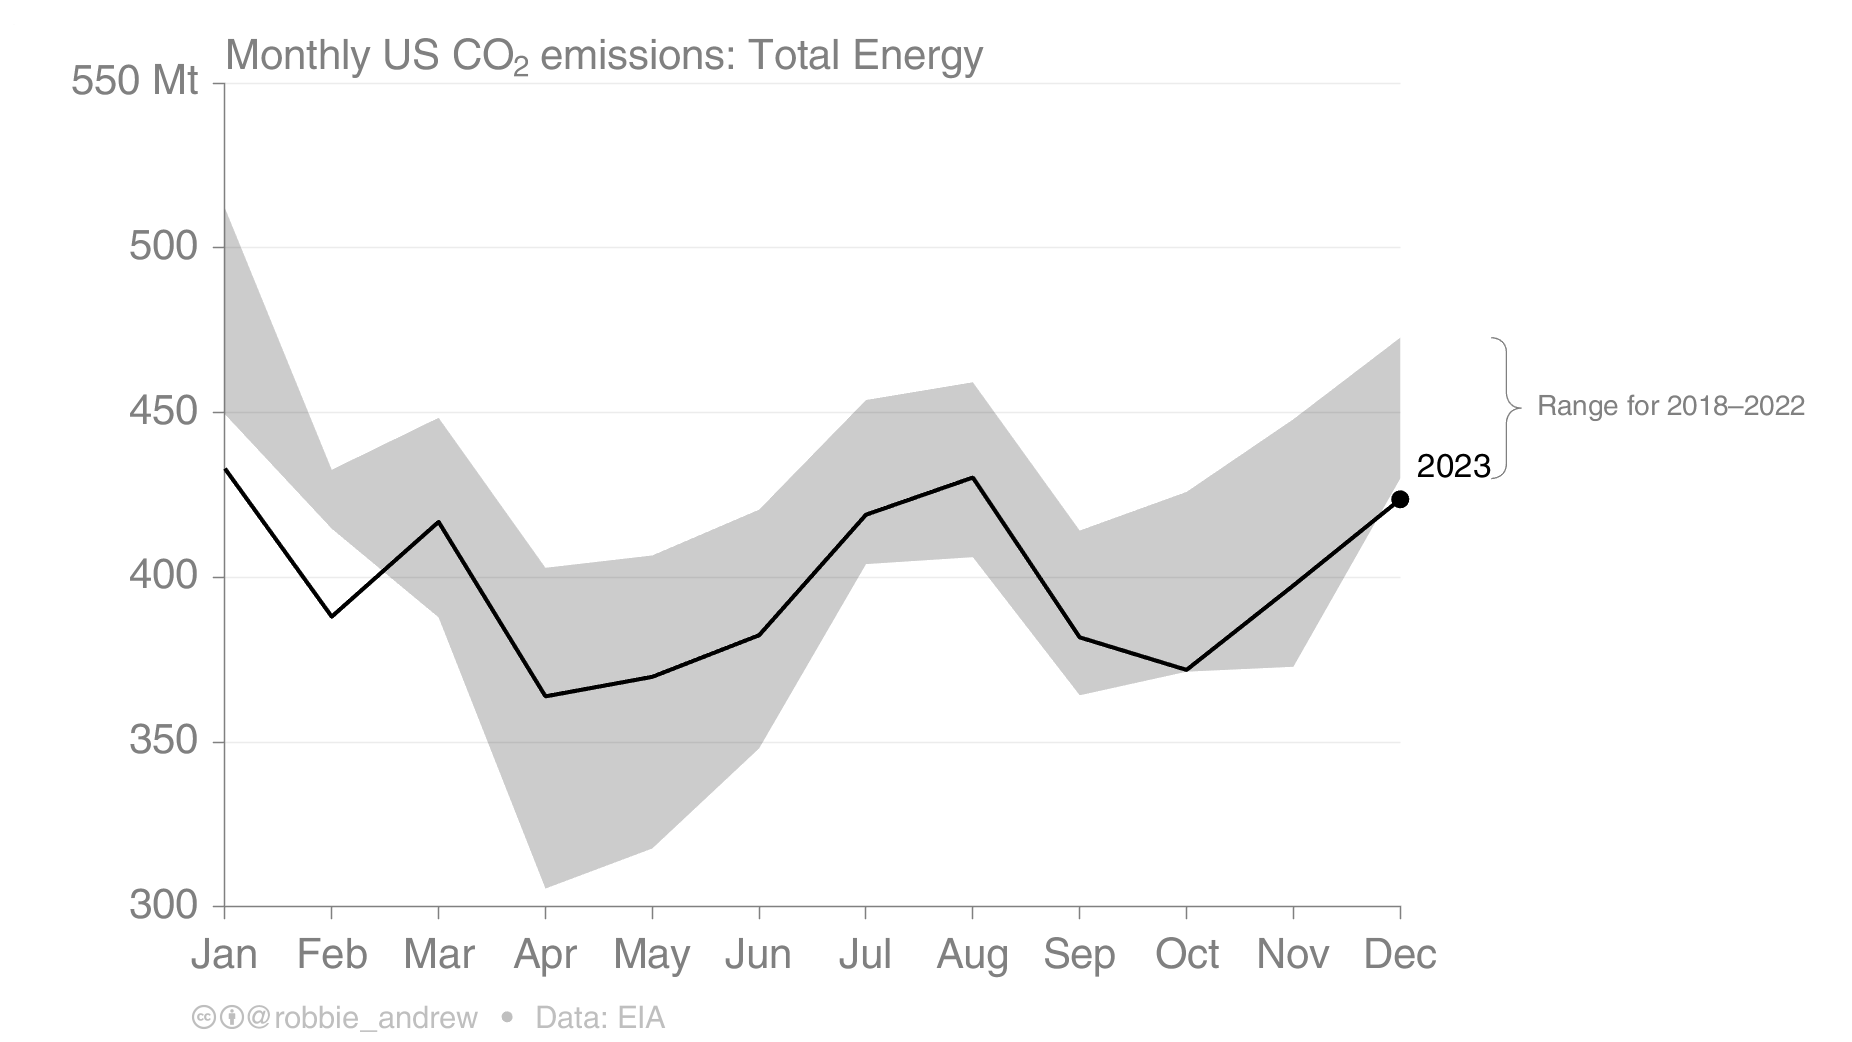 Monthly US CO₂ emissions: Total Energy
550 Mt
500
450
400
350
300
Range for 2018–2022
2023
Jan Feb Mar Apr May Jun Jul Aug Sep Oct Nov Dec
@robbie_andrew • Data: EIA